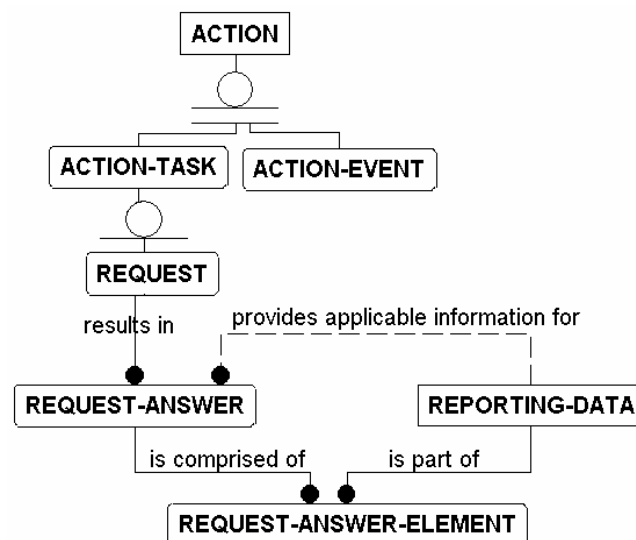 ACTION
ACTION-TASK
ACTION-EVENT
REQUEST
results in
provides applicable information for
REQUEST-ANSWER
REPORTING-DATA
is comprised of
is part of
REQUEST-ANSWER-ELEMENT